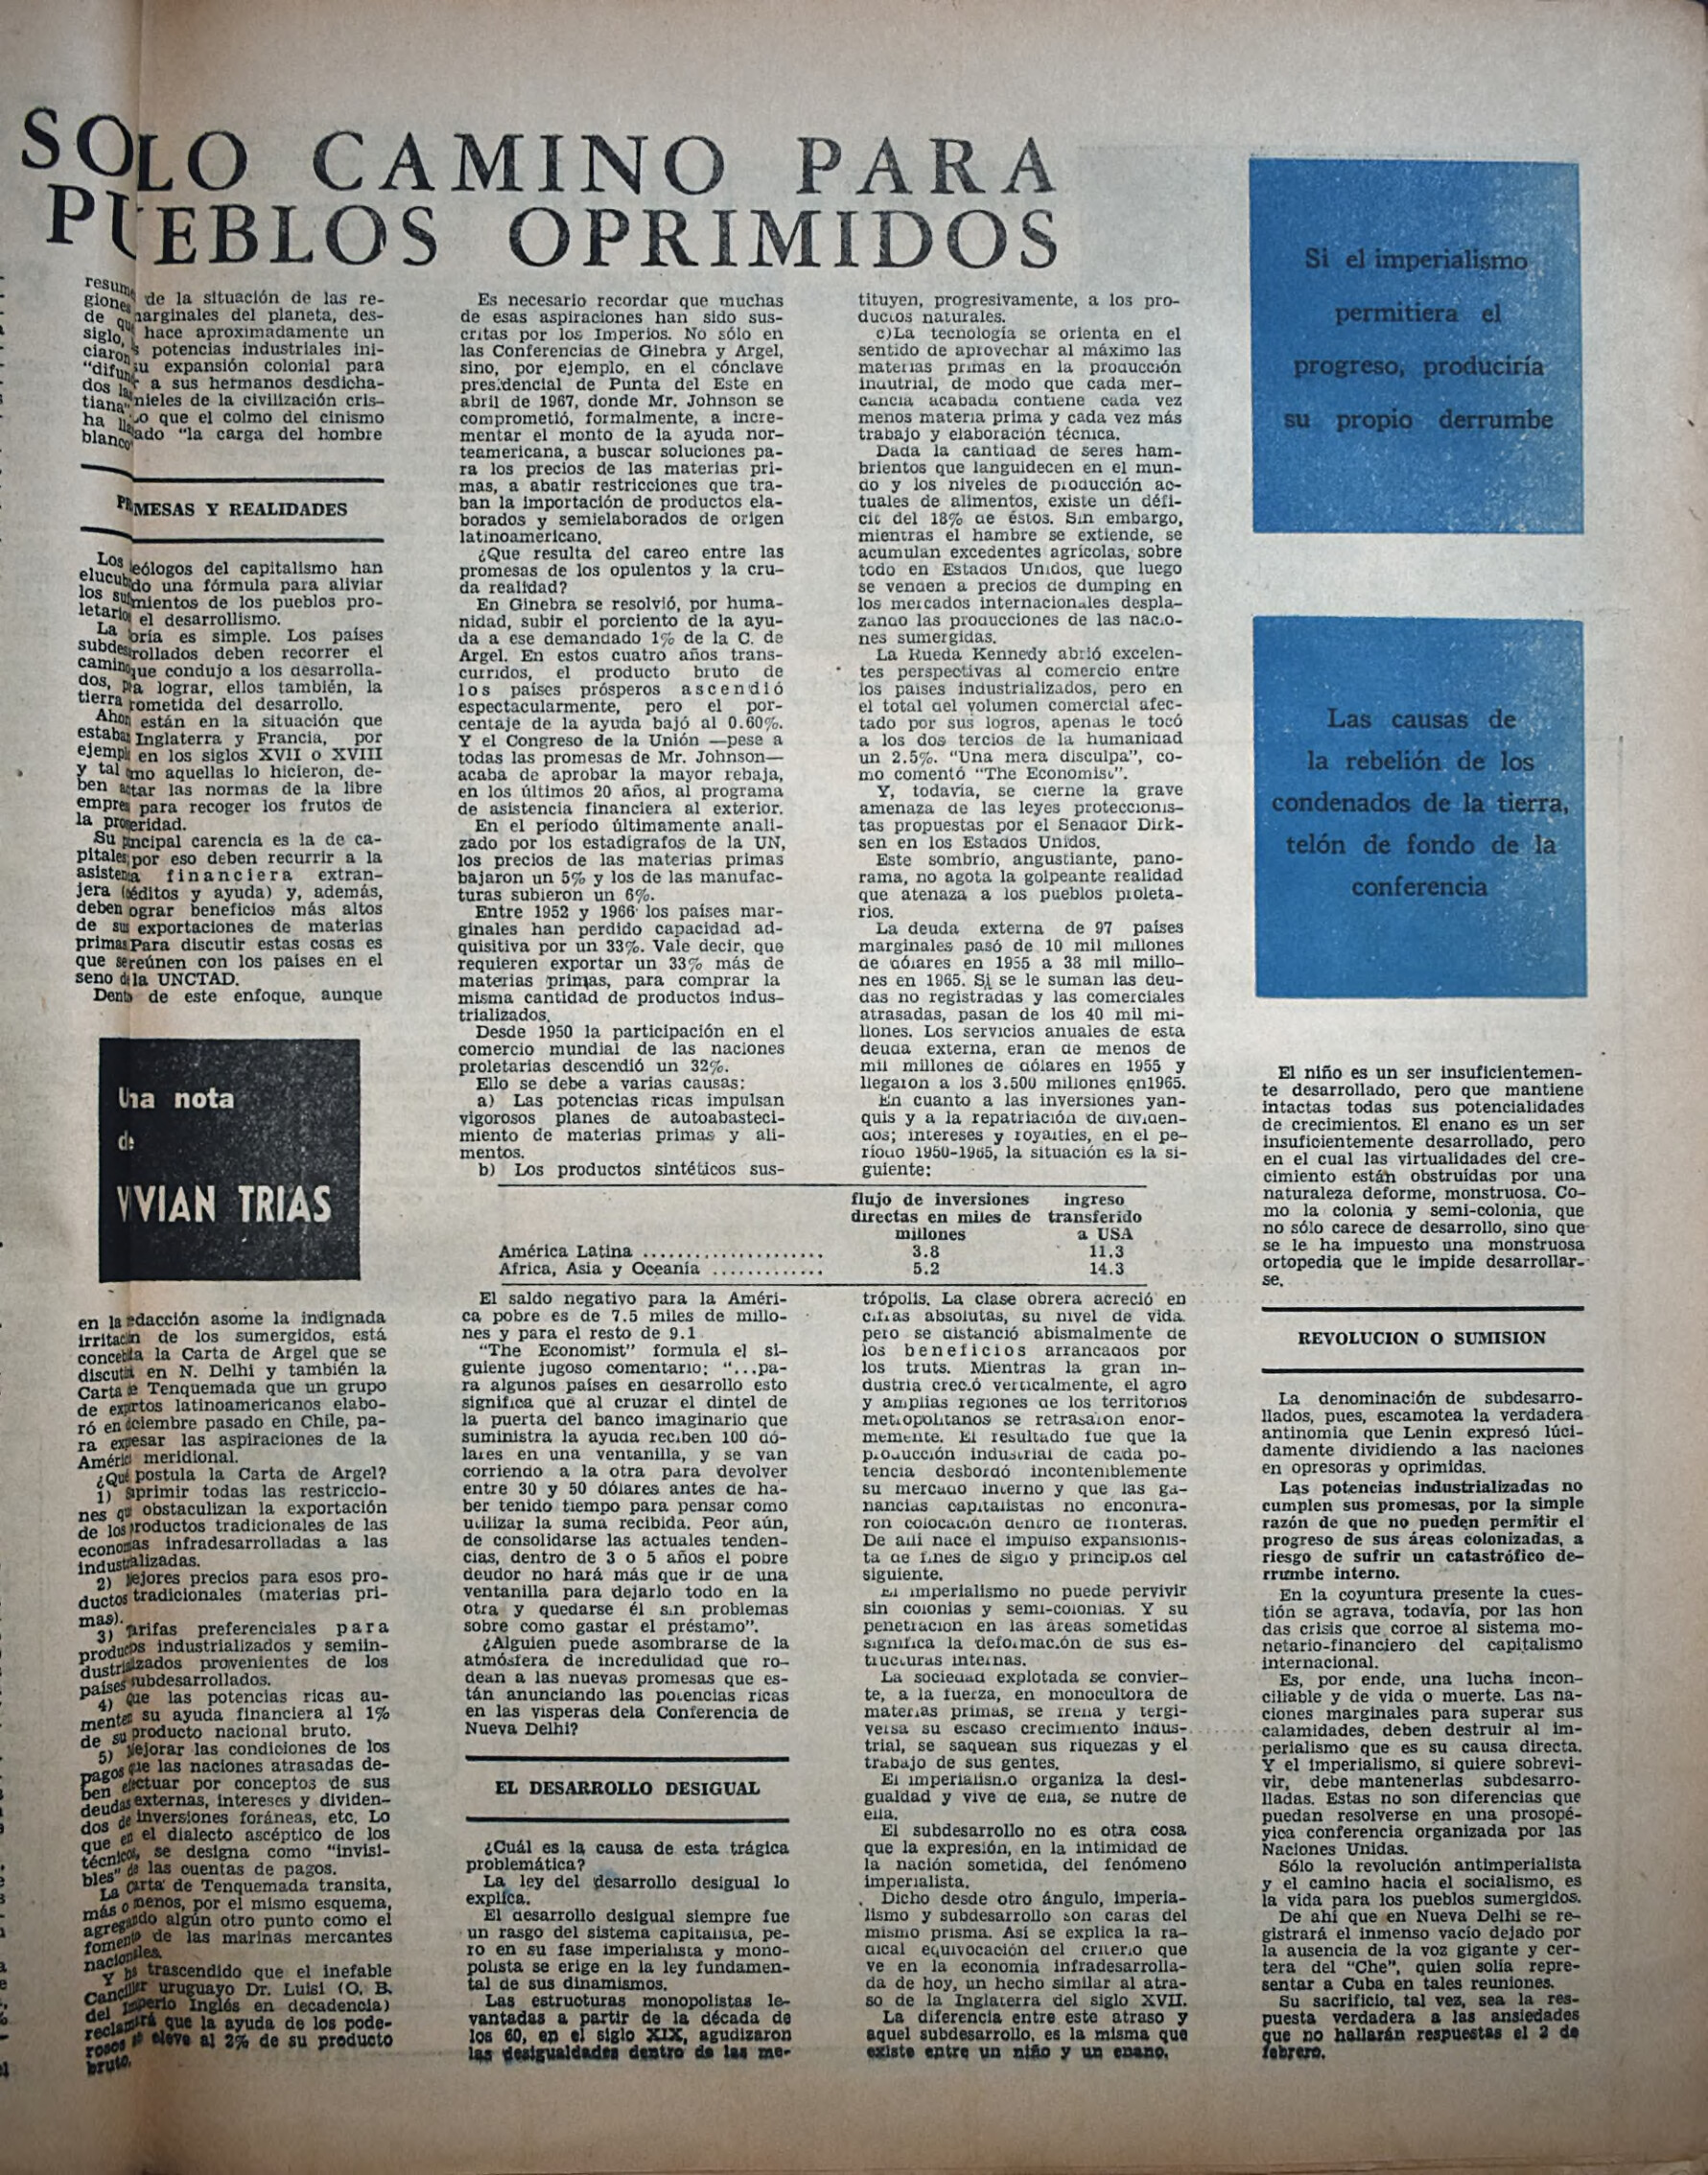 SOLO CAMINO PARA
PUEBLOS OPRIMIDOS
resume de la situación de las re-
giones marginales del planeta, des-
de que hace aproximadamente un
siglo, las potencias industriales ini-
ciaron su expansión colonial para
"difundir a sus hermanos desdicha-
dos las mieles de la civilización cris-
tiana", lo que el colmo del cinismo
ha llamado "la carga del hombre
blanco
PROMESAS Y REALIDADES
Los ideólogos del capitalismo han
elucubrado una fórmula para aliviar
los sufrimientos de los pueblos pro-
letarios: el desarrollismo.
La teoría es simple. Los países
subdesarrollados deben recorrer el
camino que condujo a los desarrolla-
dos, para lograr, ellos también, la
tierra prometida del desarrollo.
Ahora están en la situación que
estaban Inglaterra y Francia, por
ejemplo en los siglos XVII o XVIII
y tal como aquellas lo hicieron, de-
ben acatar las normas de la libre
empresa para recoger los frutos de
la prosperidad.
Su principal carencia es la de ca-
pitales por eso deben recurrir a la
asistencia financiera extran-
jera (créditos y ayuda) y, además,
deben lograr beneficios más altos
de sus exportaciones de materias
primas. Para discutir estas cosas es
que se reúnen con los países en el
seno de la UNCTAD.
Dentro de este enfoque, aunque
Una nota
de
VIVIAN TRIAS
en la redacción asome la indignada
irritación de los sumergidos, está
concebida la Carta de Argel que se
discutirá en N. Delhi y también la
Carta de Tenquemada que un grupo
de expertos latinoamericanos elabo-
ró en diciembre pasado en Chile, pa-
ra expresar las aspiraciones de la
América meridional.
¿Qué postula la Carta de Argel?
1) Suprimir todas las restriccio-
nes que obstaculizan la exportación
de los productos tradicionales de las
economías infradesarrolladas a las
industrializadas.
2) Mejores precios para esos pro-
ductos tradicionales (materias pri-
mas).
3) Tarifas preferenciales para
productos industrializados y semiin-
dustrializados provenientes de los
países subdesarrollados.
4) Que las potencias ricas au-
menten su ayuda financiera al 1%
de su producto nacional bruto.
5) Mejorar las condiciones de los
pagos que las naciones atrasadas de-
ben efectuar por conceptos de sus
deudas externas, intereses y dividen-
dos de inversiones foráneas, etc. Lo
que en el dialecto ascéptico de los
técnicos, se designa como "invisi-
bles" de las cuentas de pagos.
La Carta de Tenquemada transita,
más o menos, por el mismo esquema,
agregando algún otro punto como el
fomento de las marinas mercantes
nacionales.
Y ha trascendido que el inefable
Canciller uruguayo Dr. Luisi (O. B.
del Imperio Inglés en decadencia)
reclamará que la ayuda de los pode-
rosos se eleve al 2% de su producto
bruto.
Es necesario recordar que muchas
de esas aspiraciones han sido sus-
critas por los Imperios. No sólo en
las Conferencias de Ginebra y Argel,
sino, por ejemplo, en el cónclave
presidencial de Punta del Este en
abril de 1967, donde Mr. Johnson se
comprometió, formalmente, a incre-
mentar el monto de la ayuda nor-
teamericana, a buscar soluciones pa-
ra los precios de las materias pri-
mas, a abatir restricciones que tra-
ban la importación de productos ela-
borados y semielaborados de origen
latinoamericano.
¿Que resulta del careo entre las
promesas de los opulentos y la cru-
da realidad?
En Ginebra se resolvió, por huma-
nidad, subir el porciento de la ayu-
da a ese demandado 1% de la C. de
Argel. En estos cuatro años trans-
curridos, el producto bruto de
los países prósperos ascendió
espectacularmente, pero el por-
centaje de la ayuda bajó al 0.60%.
Y el Congreso de la Unión —pese a
todas las promesas de Mr. Johnson—
acaba de aprobar la mayor rebaja,
en los últimos 20 años, al programa
de asistencia financiera al exterior.
En el período últimamente anali-
zado por los estadígrafos de la UN,
los precios de las materias primas
bajaron un 5% y los de las manufac-
turas subieron un 6%.
Entre 1952 y 1966 los países mar-
ginales han perdido capacidad ad-
quisitiva por un 33%. Vale decir, que
requieren exportar un 33% más de
materias primas, para comprar la
misma cantidad de productos indus-
trializados.
Desde 1950 la participación en el
comercio mundial de las naciones
proletarias descendió un 32%.
Ello se debe a varias causas:
a) Las potencias ricas impulsan
vigorosos planes de autoabasteci-
miento de materias primas y ali-
mentos.
b) Los productos sintéticos sus-
tituyen, progresivamente, a los pro-
ductos naturales.
c)La tecnología se orienta en el
sentido de aprovechar al máximo las
materias primas en la producción
inautrial, de modo que cada mer-
cancía acabada contiene cada vez
menos materia prima y cada vez más
trabajo y elaboración técnica.
Dada la cantidad de seres ham-
brientos que languidecen en el mun-
do y los niveles de producción ac-
tuales de alimentos, existe un défi-
cit del 18% de éstos. Sin embargo,
mientras el hambre se extiende, se
acumulan excedentes agrícolas, sobre
todo en Estados Unidos, que luego
se venden a precios de dumping en
los mercados internacionales despla-
zando las producciones de las nacio-
nes sumergidas.
La Rueda Kennedy abrió excelen-
tes perspectivas al comercio entre
los países industrializados, pero en
el total del volumen comercial afec-
tado por sus logros, apenas le tocó
a los dos tercios de la humanidad
un 2.5%. "Una mera disculpa", co-
mo comentó "The Economist".
Y, todavía, se cierne la grave
amenaza de las leyes proteccionis-
tas propuestas por el Senador Dirk-
sen en los Estados Unidos.
Este sombrío, angustiante, pano-
rama, no agota la golpeante realidad
que atenaza a los pueblos proleta-
rios.
La deuda externa de 97 países
marginales pasó de 10 mil millones
de dólares en 1955 a 38 mil millo-
nes en 1965. Si se le suman las deu-
das no registradas y las comerciales
atrasadas, pasan de los 40 mil mi-
llones. Los servicios anuales de esta
deuda externa, eran de menos de
mil millones de dólares en 1955 y
llegaron a los 3.500 millones en1965.
En cuanto a las inversiones yan-
quis y a la repatriación de dividen-
dos; intereses y royalties, en el pe-
ríodo 1950-1965, la situación es la si-
guiente:
flujo de inversiones ingreso
directas en miles de transferido
millones a USA
América Latina ...................... 3.8 11.3
Africa, Asia y Oceanía ............. 5.2 14.3
El saldo negativo para la Améri-
ca pobre es de 7.5 miles de millo-
nes y para el resto de 9.1
"The Economist" formula el si-
guiente jugoso comentario: "...pa-
ra algunos países en desarrollo esto
significa que al cruzar el dintel de
la puerta del banco imaginario que
suministra la ayuda reciben 100 dó-
lares en una ventanilla, y se van
corriendo a la otra para devolver
entre 30 y 50 dólares antes de ha-
ber tenido tiempo para pensar como
utilizar la suma recibida. Peor aún,
de consolidarse las actuales tenden-
cias, dentro de 3 o 5 años el pobre
deudor no hará más que ir de una
ventanilla para dejarlo todo en la
otra y quedarse él sin problemas
sobre como gastar el préstamo".
¿Alguien puede asombrarse de la
atmósfera de incredulidad que ro-
dean a las nuevas promesas que es-
tán anunciando las potencias ricas
en las vísperas dela Conferencia de
Nueva Delhi?
EL DESARROLLO DESIGUAL
¿Cuál es la causa de esta trágica
problemática?
La ley del desarrollo desigual lo
explica.
El desarrollo desigual siempre fue
un rasgo del sistema capitalista, pe-
ro en su fase imperialista y mono-
polista se erige en la ley fundamen-
tal de sus dinamismos.
Las estructuras monopolistas le-
vantadas a partir de la década de
los 60, en el siglo XIX, agudizaron
las desigualdades dentro de las me-
trópolis. La clase obrera acreció en
cifras absolutas, su nivel de vida
pero se distanció abismalmente de
los beneficios arrancados por
los truts. Mientras la gran in-
dustria creció verticalmente, el agro
y amplias regiones de los territorios
metropolitanos se retrasaron enor-
memente. El resultado fue que la
producción industrial de cada po-
tencia desbordó inconteniblemente
su mercado interno y que las ga-
nancias capitalistas no encontra-
ron colocación dentro de fronteras.
De allí nace el impulso expansionis-
ta de fines de siglo y principios del
siguiente.
El imperialismo no puede pervivir
sin colonias y semi-colonias. Y su
penetración en las áreas sometidas
significa la deformación de sus es-
tructuras internas.
La sociedad explotada se convier-
te, a la fuerza, en monocultora de
materias primas, se frena y tergi-
versa su escaso crecimiento indus-
trial, se saquean sus riquezas y el
trabajo de sus gentes.
El imperialismo organiza la desi-
gualdad y vive de ella, se nutre de
ella.
El subdesarrollo no es otra cosa
que la expresión, en la intimidad de
la nación sometida, del fenómeno
imperialista.
Dicho desde otro ángulo, imperia-
lismo y subdesarrollo son caras del
mismo prisma. Así se explica la ra-
dical equivocación del criterio que
ve en la economía infradesarrolla-
da de hoy, un hecho similar al atra-
so de la Inglaterra del siglo XVII.
La diferencia entre este atraso y
aquel subdesarrollo, es la misma que
existe entre un niño y un enano.
Si el imperialismo
permitiera el
progreso, produciría
su propio derrumbe
Las causas de
la rebelión de los
condenados de la tierra,
telón de fondo de la
conferencia
El niño es un ser insuficientemen-
te desarrollado, pero que mantiene
intactas todas sus potencialidades
de crecimientos. El enano es un ser
insuficientemente desarrollado, pero
en el cual las virtualidades del cre-
cimiento están obstruídas por una
naturaleza deforme, monstruosa. Co-
mo la colonia y semi-colonia, que
no sólo carece de desarrollo, sino que
se le ha impuesto una monstruosa
ortopedia que le impide desarrollar-
se.
REVOLUCION O SUMISION
La denominación de subdesarro-
llados, pues, escamotea la verdadera
antinomia que Lenin expresó lúci-
damente dividiendo a las naciones
en opresoras y oprimidas.
Las potencias industrializadas no
cumplen sus promesas, por la simple
razón de que no pueden permitir el
progreso de sus áreas colonizadas, a
riesgo de sufrir un catastrófico de-
rrumbe interno.
En la coyuntura presente la cues-
tión se agrava, todavía, por las hon
das crisis que corroe al sistema mo-
netario-financiero del capitalismo
internacional.
Es, por ende, una lucha incon-
ciliable y de vida o muerte. Las na-
ciones marginales para superar sus
calamidades, deben destruir al im-
perialismo que es su causa directa.
Y el imperialismo, si quiere sobrevi-
vir, debe mantenerlas subdesarro-
lladas. Estas no son diferencias que
puedan resolverse en una prosopé-
yica conferencia organizada por las
Naciones Unidas.
Sólo la revolución antimperialista
y el camino hacia el socialismo, es
la vida para los pueblos sumergidos.
De ahí que en Nueva Delhi se re-
gistrará el inmenso vacío dejado por
la ausencia de la voz gigante y cer-
tera del "Che", quien solía repre-
sentar a Cuba en tales reuniones.
Su sacrificio, tal vez, sea la res-
puesta verdadera a las ansiedades
que no hallarán respuestas el 2 de
febrero.